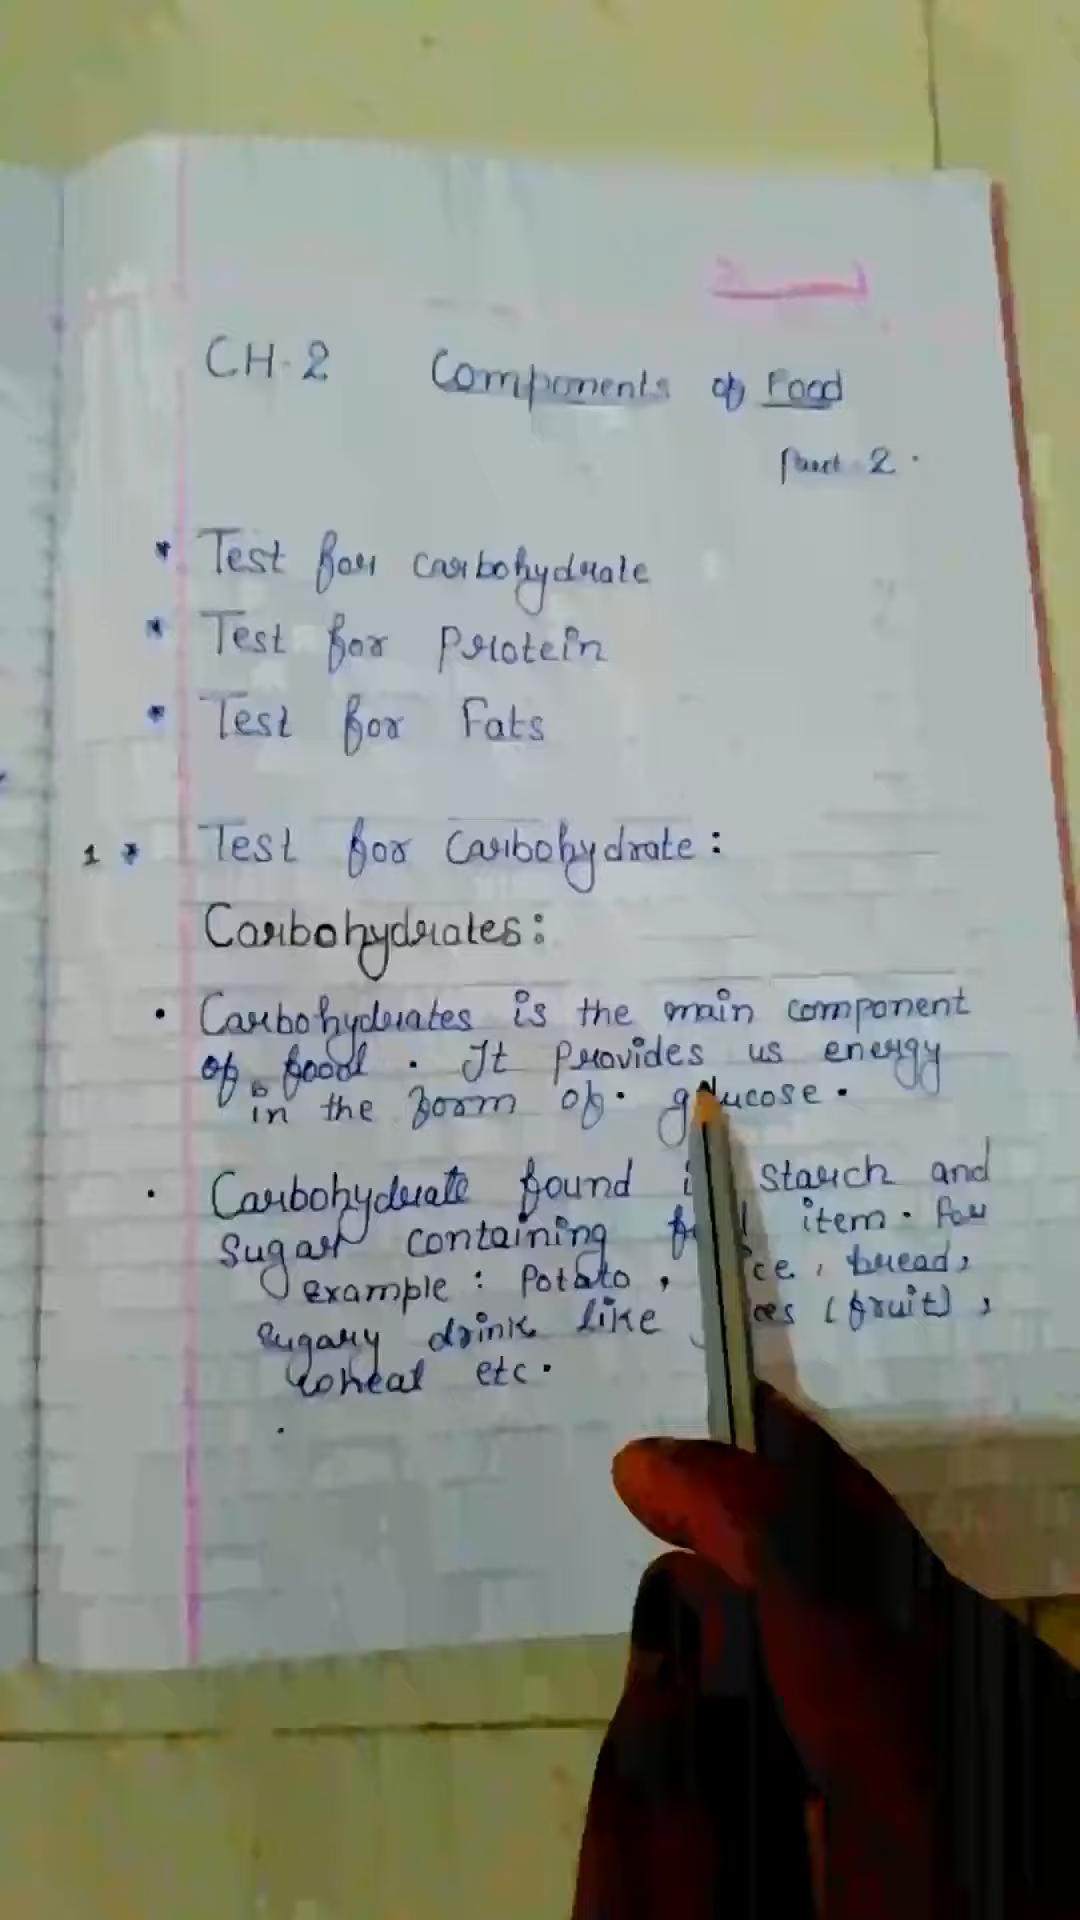 CH-2 Components of Food
Part-2.
* Test for carbohydrate
* Test for Protein
* Test for Fats
1 * Test for Carbohydrate:
Carbohydrates:
• Carbohydrates is the main component
of food. It Provides us energy
in the form of. glucose.
• Carbohydrate found starch and
Sugar containing item. For
example: Potato, bread,
sugary drink like (fruit),
wheat etc.